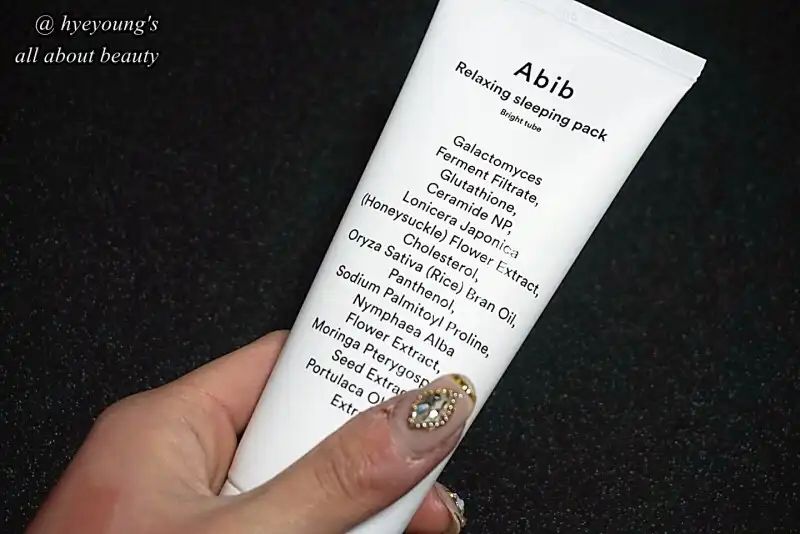 @ hyeyoung's
all about beauty
Abib
Relaxing sleeping pack
Bright tube
Galactomyces
Ferment Filtrate,
Glutathione,
Ceramide NP,
Lonicera Japonica
(Honeysuckle) Flower Extract,
Cholesterol,
Oryza Sativa (Rice) Bran Oil,
Panthenol,
Sodium Palmitoyl Proline,
Nymphaea Alba
Flower Extract,
Moringa
Seed
Portulaca